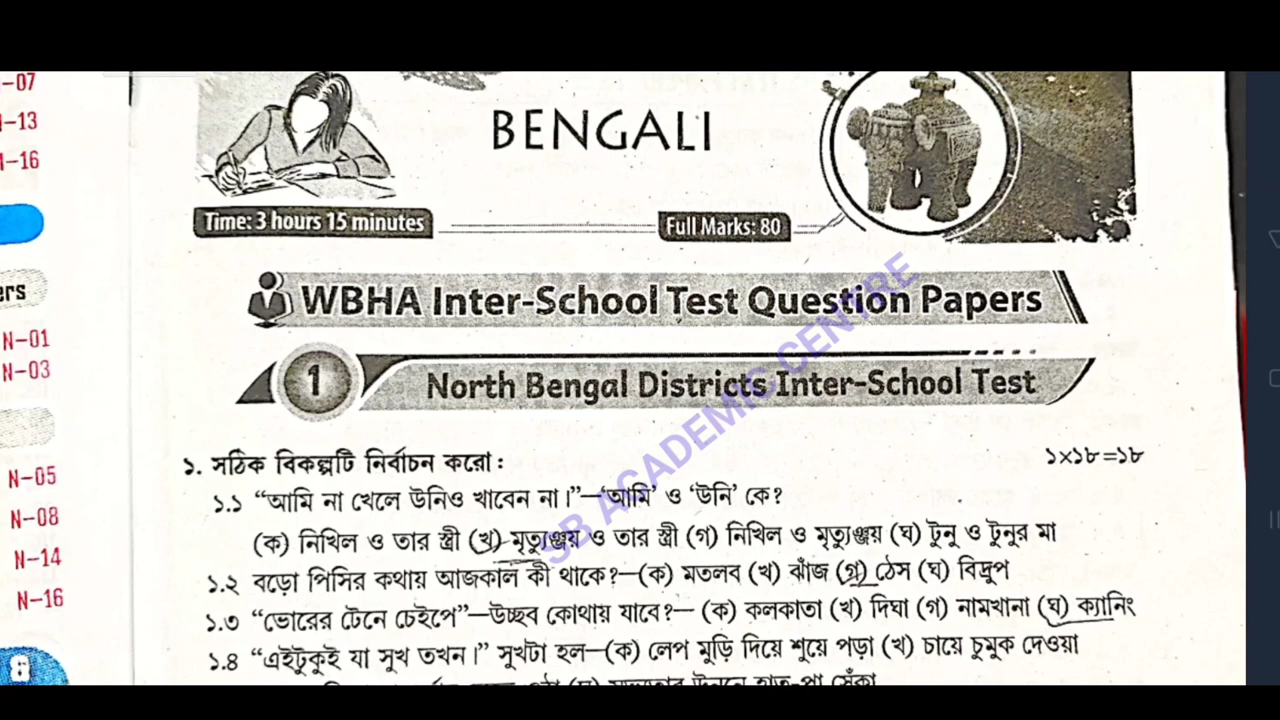 –07
–13
–16
BENGALI
Time: 3 hours 15 minutes
Full Marks: 80
WBHA Inter-School Test Question Papers
1
North Bengal Districts Inter-School Test
ers
N–01
N–03
N–05
N–08
N–14
N–16
১. সঠিক বিকল্পটি নির্বাচন করো : ১×১৮=১৮
১.১ “আমি না খেলে উনিও খাবেন না।”—‘আমি’ ও ‘উনি’ কে?
(ক) নিখিল ও তার স্ত্রী (খ) মৃত্যুঞ্জয় ও তার স্ত্রী (গ) নিখিল ও মৃত্যুঞ্জয় (ঘ) টুনু ও টুনুর মা
১.২ বড়ো পিসির কথায় আজকাল কী থাকে?—(ক) মতলব (খ) ঝাঁজ (গ) ঠেস (ঘ) বিদ্রুপ
১.৩ “ভোরের টেনে চেইপে”—উচ্ছব কোথায় যাবে?— (ক) কলকাতা (খ) দিঘা (গ) নামখানা (ঘ) ক্যানিং
১.৪ “এইটুকুই যা সুখ তখন।” সুখটা হল—(ক) লেপ মুড়ি দিয়ে শুয়ে পড়া (খ) চায়ে চুমুক দেওয়া
SB ACADEMIC CENTRE